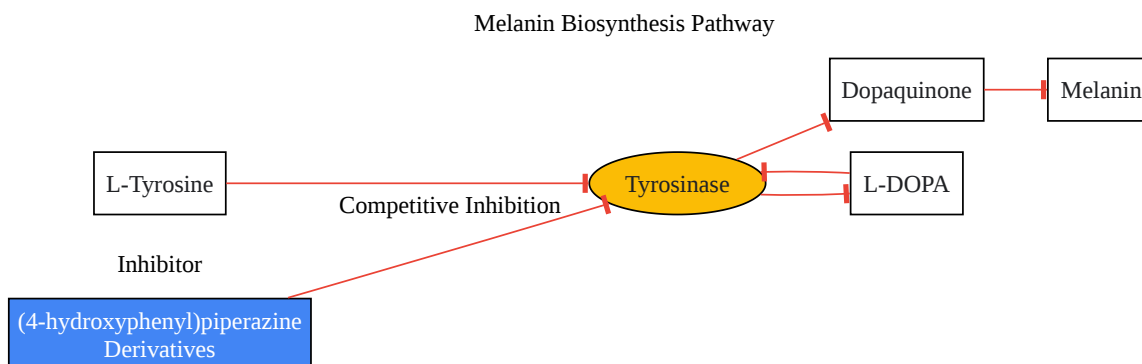 Melanin Biosynthesis Pathway
Dopaquinone
Melanin
L-Tyrosine
Tyrosinase
L-DOPA
Competitive Inhibition
Inhibitor
(4-hydroxyphenyl)piperazine
Derivatives